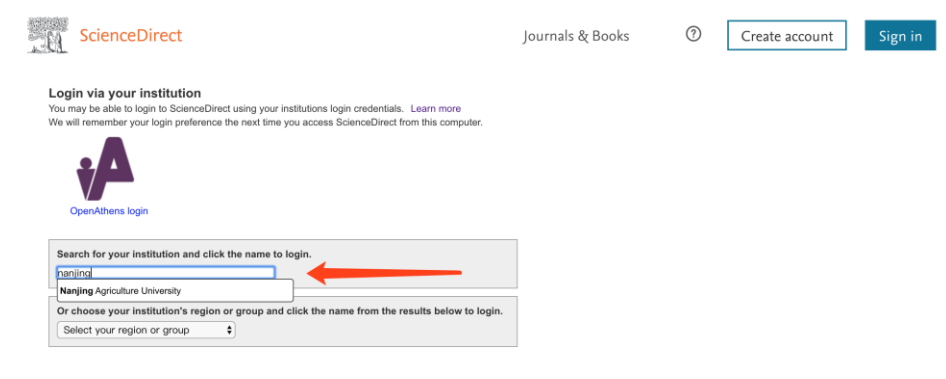 ScienceDirect
Journals & Books
?
Create account
Sign in
Login via your institution
You may be able to login to ScienceDirect using your institutions login credentials. Learn more
We will remember your login preference the next time you access ScienceDirect from this computer.
OpenAthens login
Search for your institution and click the name to login.
nanjing
Nanjing Agriculture University
Or choose your institution's region or group and click the name from the results below to login.
Select your region or group